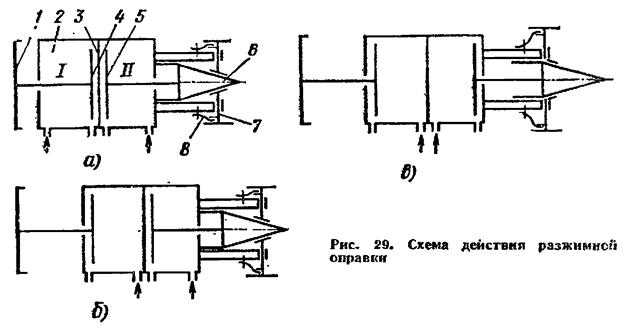 1 2 3 4 5
I II
6
7
8
а)
в)
б)
Рис. 29. Схема действия разжимной
оправки